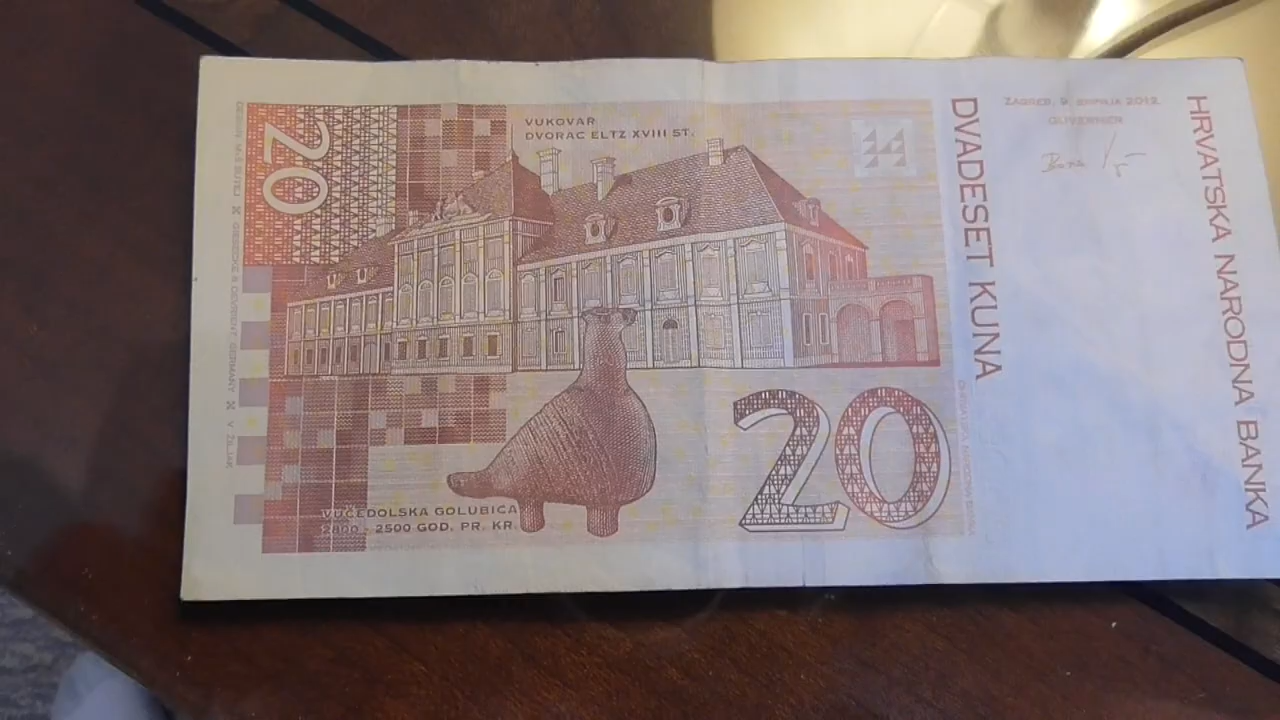 20
VUKOVAR
DVORAC ELTZ XVIII ST.
DVADESET KUNA
ZAGREB, 9. SRPNJA 2012.
GUVERNER
HRVATSKA NARODNA BANKA
VUČEDOLSKA GOLUBICA
2800 - 2500 GOD. PR. KR.
20